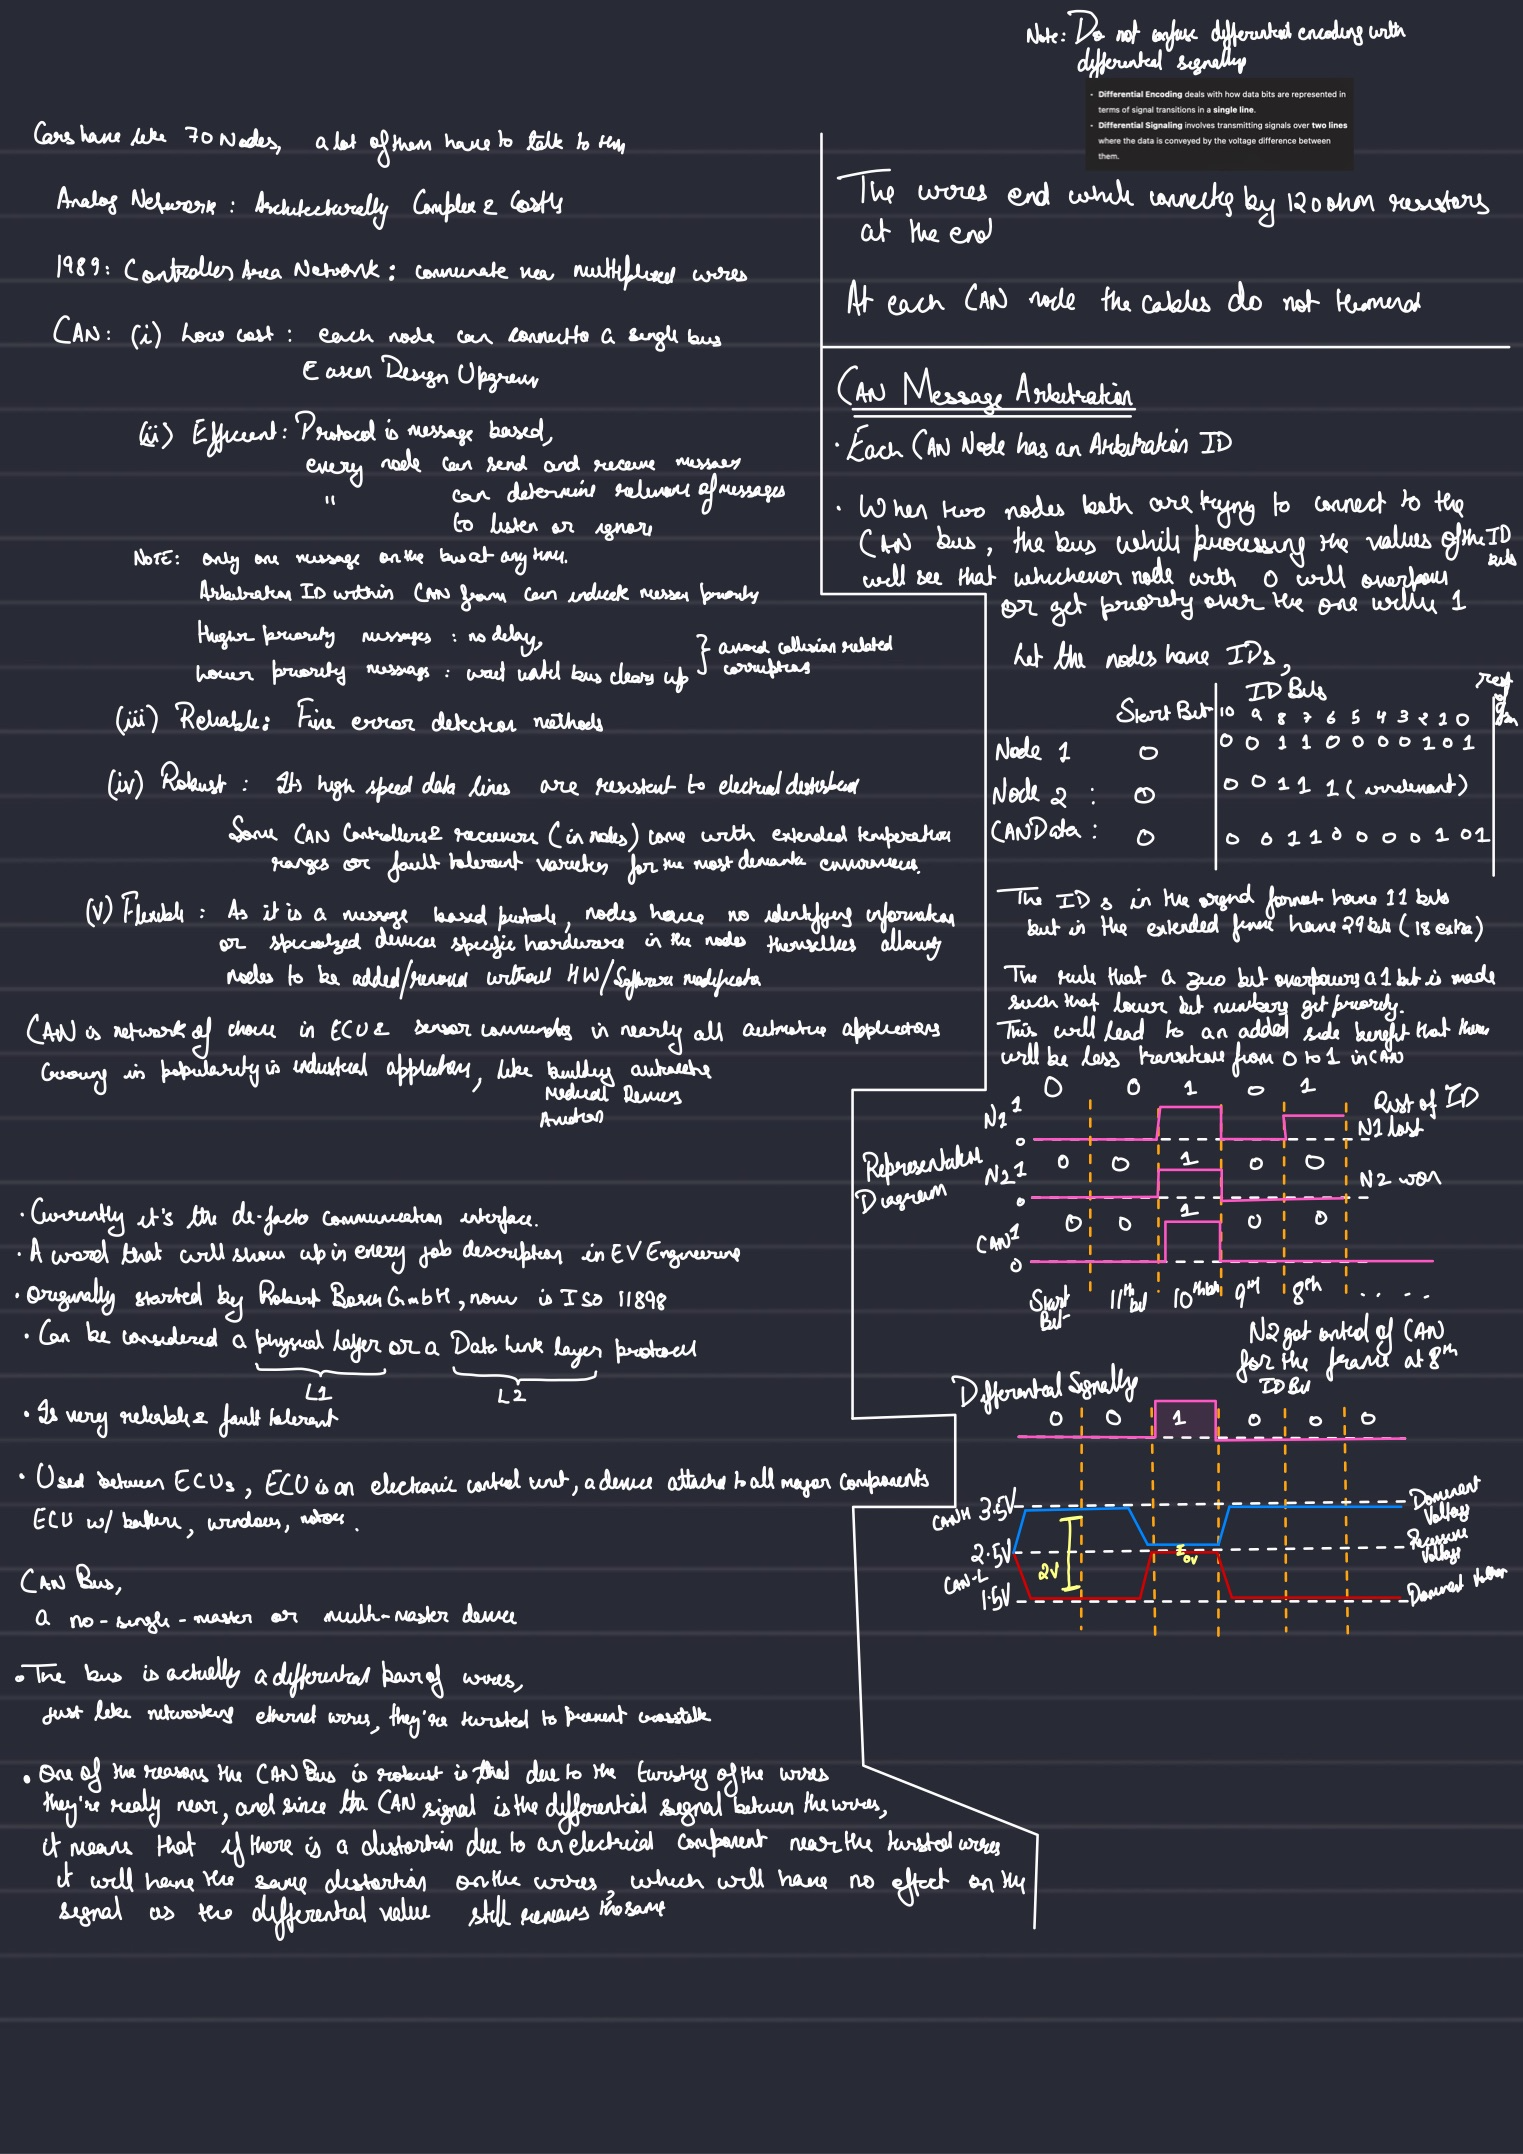 Note: Do not confuse differential encoding with
differential signalling
• Differential Encoding deals with how data bits are represented in
terms of signal transitions in a single line.
• Differential Signaling involves transmitting signals over two lines
where the data is conveyed by the voltage difference between
them.
Cars have like 70 Nodes, a lot of them have to talk to
Analog Network: Architecturally Complex & Costly
1989: Controller Area Network: via multiplexed wires
CAN: (i) Low cost: each node can connect to a single bus
Easier Design
(ii) Efficient: Protocol is message based,
every node can send and receive messages
" can determine relevance of messages
to listen or ignore
NOTE: only one message on the bus at any time.
Arbitration ID within CAN frame can indicate message priority
Higher priority messages : no delay,
Lower priority messages : wait until bus clears up
} avoid collision related
corruptions
(iii) Reliable: Fine error detection methods
(iv) Robust : Its high speed data lines are resistant to electrical
Some CAN Controllers & receivers (in nodes) come with extended temperature
ranges or fault tolerent varieties for the most environments.
(v) Flexible : As it is a message based protocole, nodes have no identifying information
or specialized device specific hardware in the nodes themselves allowing
nodes to be added/removed without HW/Software
CAN is network of choice in ECU & sensor in nearly all automotive applications
Growing in popularity is industrial applications, like building automation
Medical Devices
Aviation
• Currently it's the de-facto communication interface.
• A word that will show up in every job description in EV Engineering
• Originally started by Robert Bosch GmbH, now is ISO 11898
• Can be considered a physical layer or a Data Link layer protocol
L1 L2
• Is very reliable & fault tolerent
• Used between ECUs, ECU is an electronic control unit, a device attached to all major components
ECU w/ battery, windows, motors.
CAN Bus,
a no-single-master or multi-master device
• The bus is actually a differential pair of wires,
just like networking ethernet wires, they're twisted to prevent crosstalk
• One of the reasons the CAN Bus is robust is that due to the twisting of the wires
they're realy near, and since the CAN signal is the differential signal between the wires,
it means that if there is a distortion due to an electrical component near the twisted wires
it will have the same distortion on the wires, which will have no effect on the
signal as the differential value still remains the same
The wires end while connecting by 120 ohm resistors
at the end
At each CAN node the cables do not
CAN Message Arbitration
• Each CAN Node has an Arbitration ID
• When two nodes both are trying to connect to the
CAN bus, the bus while processing the values of the ID
bits
will see that whichever node with 0 will overpower
or get priority over the one with 1
Let the nodes have IDs,
Start Bit ID Bits
10 9 8 7 6 5 4 3 2 1 0
Node 1 0 0 0 1 1 0 0 0 0 1 0 1
Node 2 : 0 0 0 1 1 1 (irrelevant)
CAN Data : 0 0 0 1 1 0 0 0 0 1 0 1
The IDs in the format have 11 bits
but in the extended frame have 29 bits (18 extra)
The rule that a zero bit overpowers a 1 bit is made
such that lower bit numbers get priority.
This will lead to an added side benefit that there
will be less transitions from 0 to 1 in CAN
0 0 1 0 1
Rest of ID
N1 1
0
N1 lost
Representative
Diagram
0 0 1 0 0
N2 1
0
N2 won
0 0 1 0 0
CAN 1
0
Start
Bit
11th bit 10th bit 9th 8th . . . . .
N2 got control of CAN
for the frame at 8th
ID Bit
Differential Signally
0 0 1 0 0 0
CANH 3.5V
Dominent
Voltage
2.5V
Recessive
Voltage
2V
0V
CAN-L
1.5V
Dominent